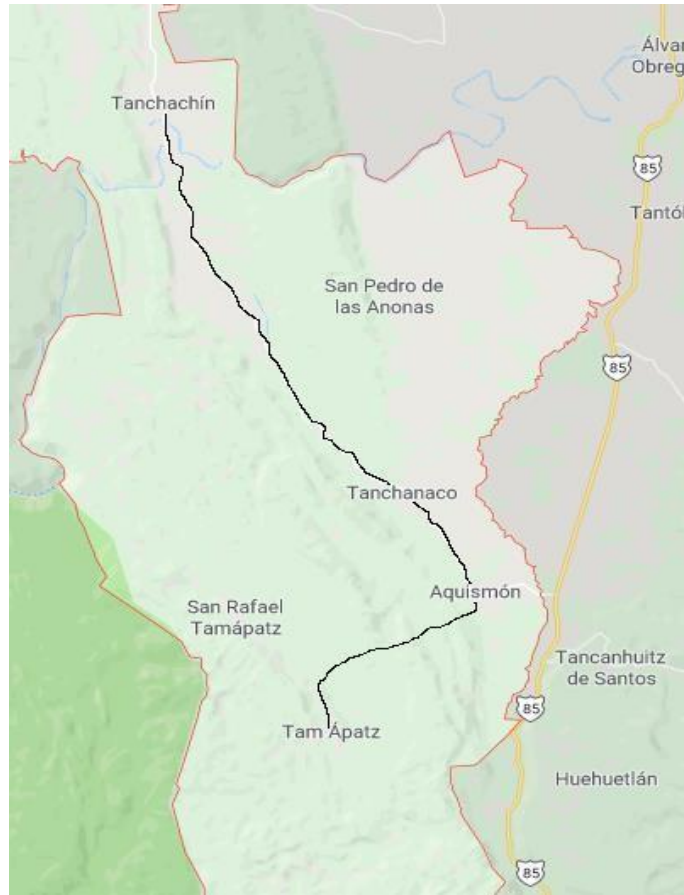 Álvar
Obreg
Tanchachín
85
Tantól
San Pedro de
las Anonas
85
Tanchanaco
Aquismón
San Rafael
Tamápatz
Tancanhuitz
de Santos
85
Tam Ápatz
Huehuetlán
85